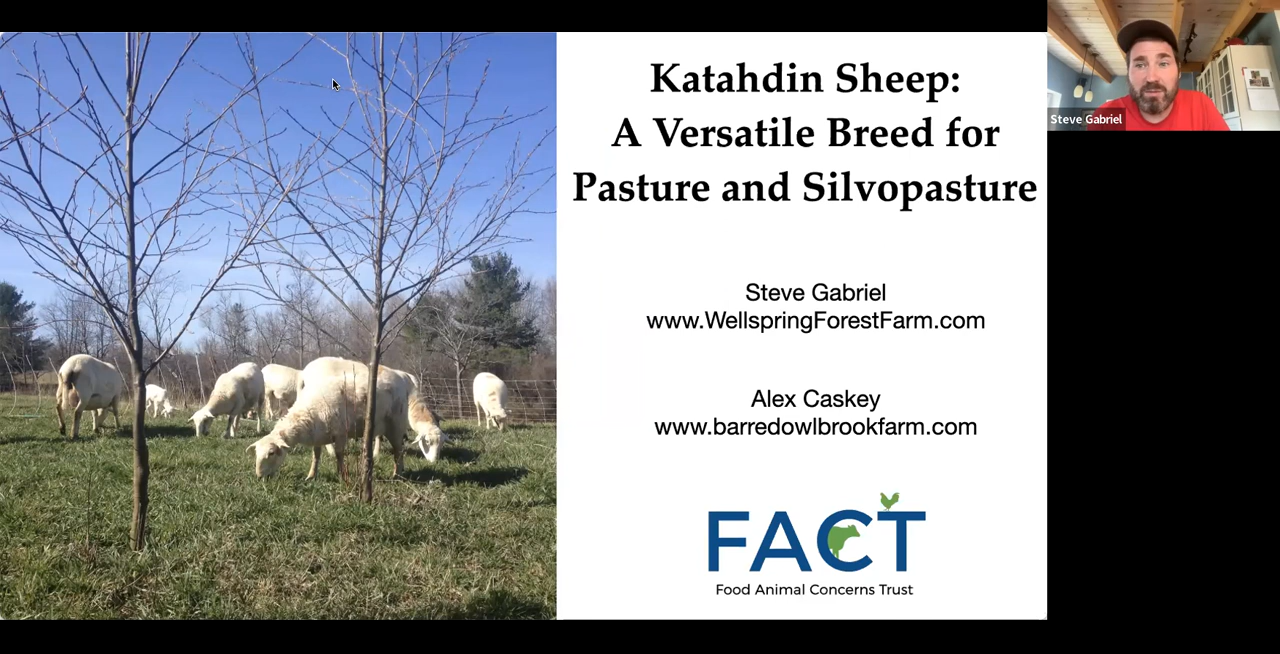 Katahdin Sheep:
A Versatile Breed for
Pasture and Silvopasture
Steve Gabriel
www.WellspringForestFarm.com
Alex Caskey
www.barredowlbrookfarm.com
FACT
Food Animal Concerns Trust
Steve Gabriel